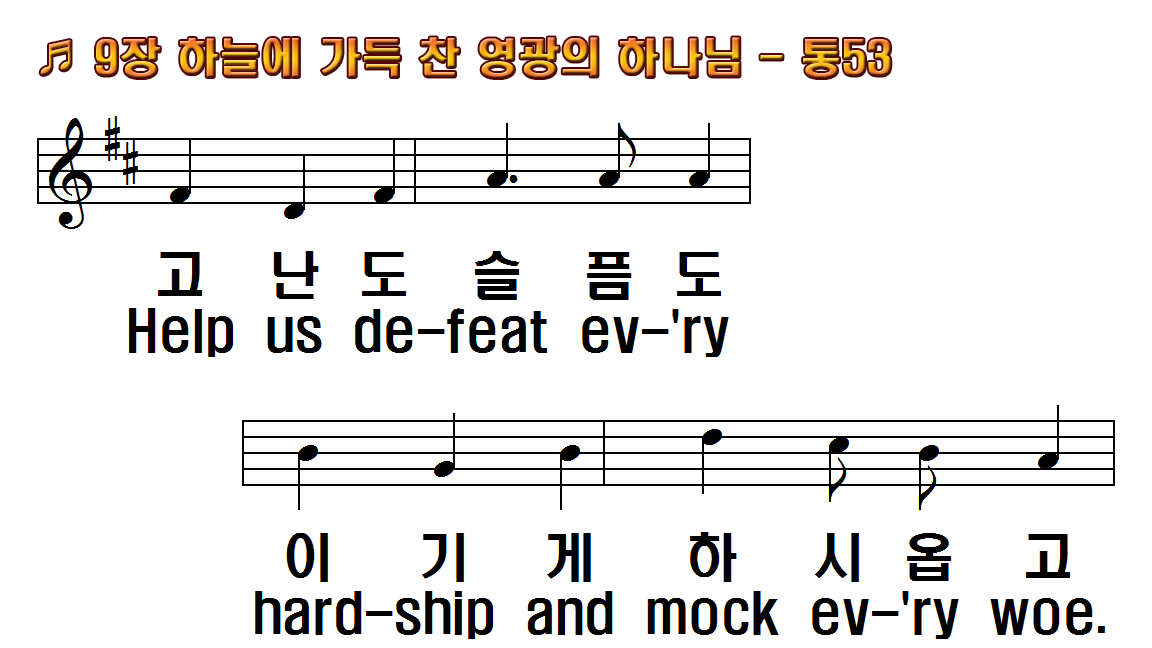 ♬ 9장 하늘에 가득 찬 영광의 하나님 - 통53
고 난 도 슬 픔 도
Help us de-feat ev-'ry
이 기 게 하 시 옵 고
hard-ship and mock ev-'ry woe.